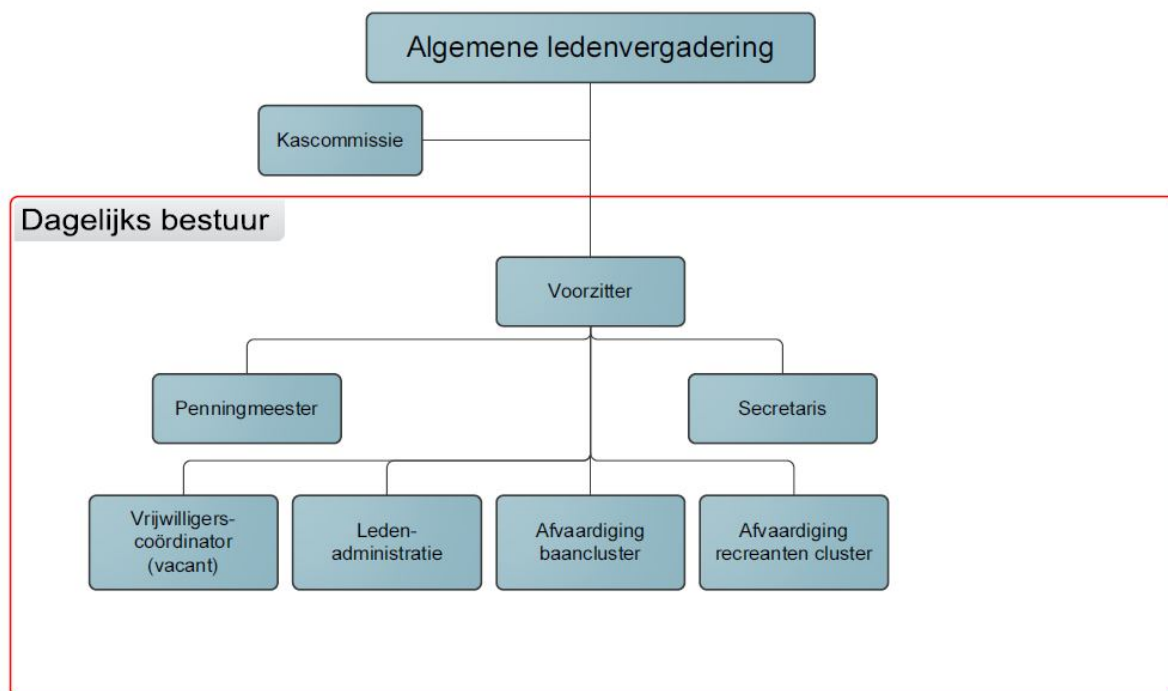 Algemene ledenvergadering
Kascommissie
Dagelijks bestuur
Voorzitter
Penningmeester
Secretaris
Vrijwilligers-
coördinator
(vacant)
Leden-
administratie
Afvaardiging
baancluster
Afvaardiging
recreanten cluster